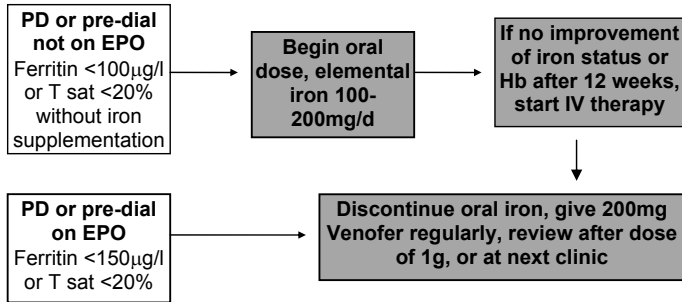 PD or pre-dial
not on EPO
Ferritin <100µg/l
or T sat <20%
without iron
supplementation
Begin oral
dose, elemental
iron 100-
200mg/d
If no improvement
of iron status or
Hb after 12 weeks,
start IV therapy
PD or pre-dial
on EPO
Ferritin <150µg/l
or T sat <20%
Discontinue oral iron, give 200mg
Venofer regularly, review after dose
of 1g, or at next clinic